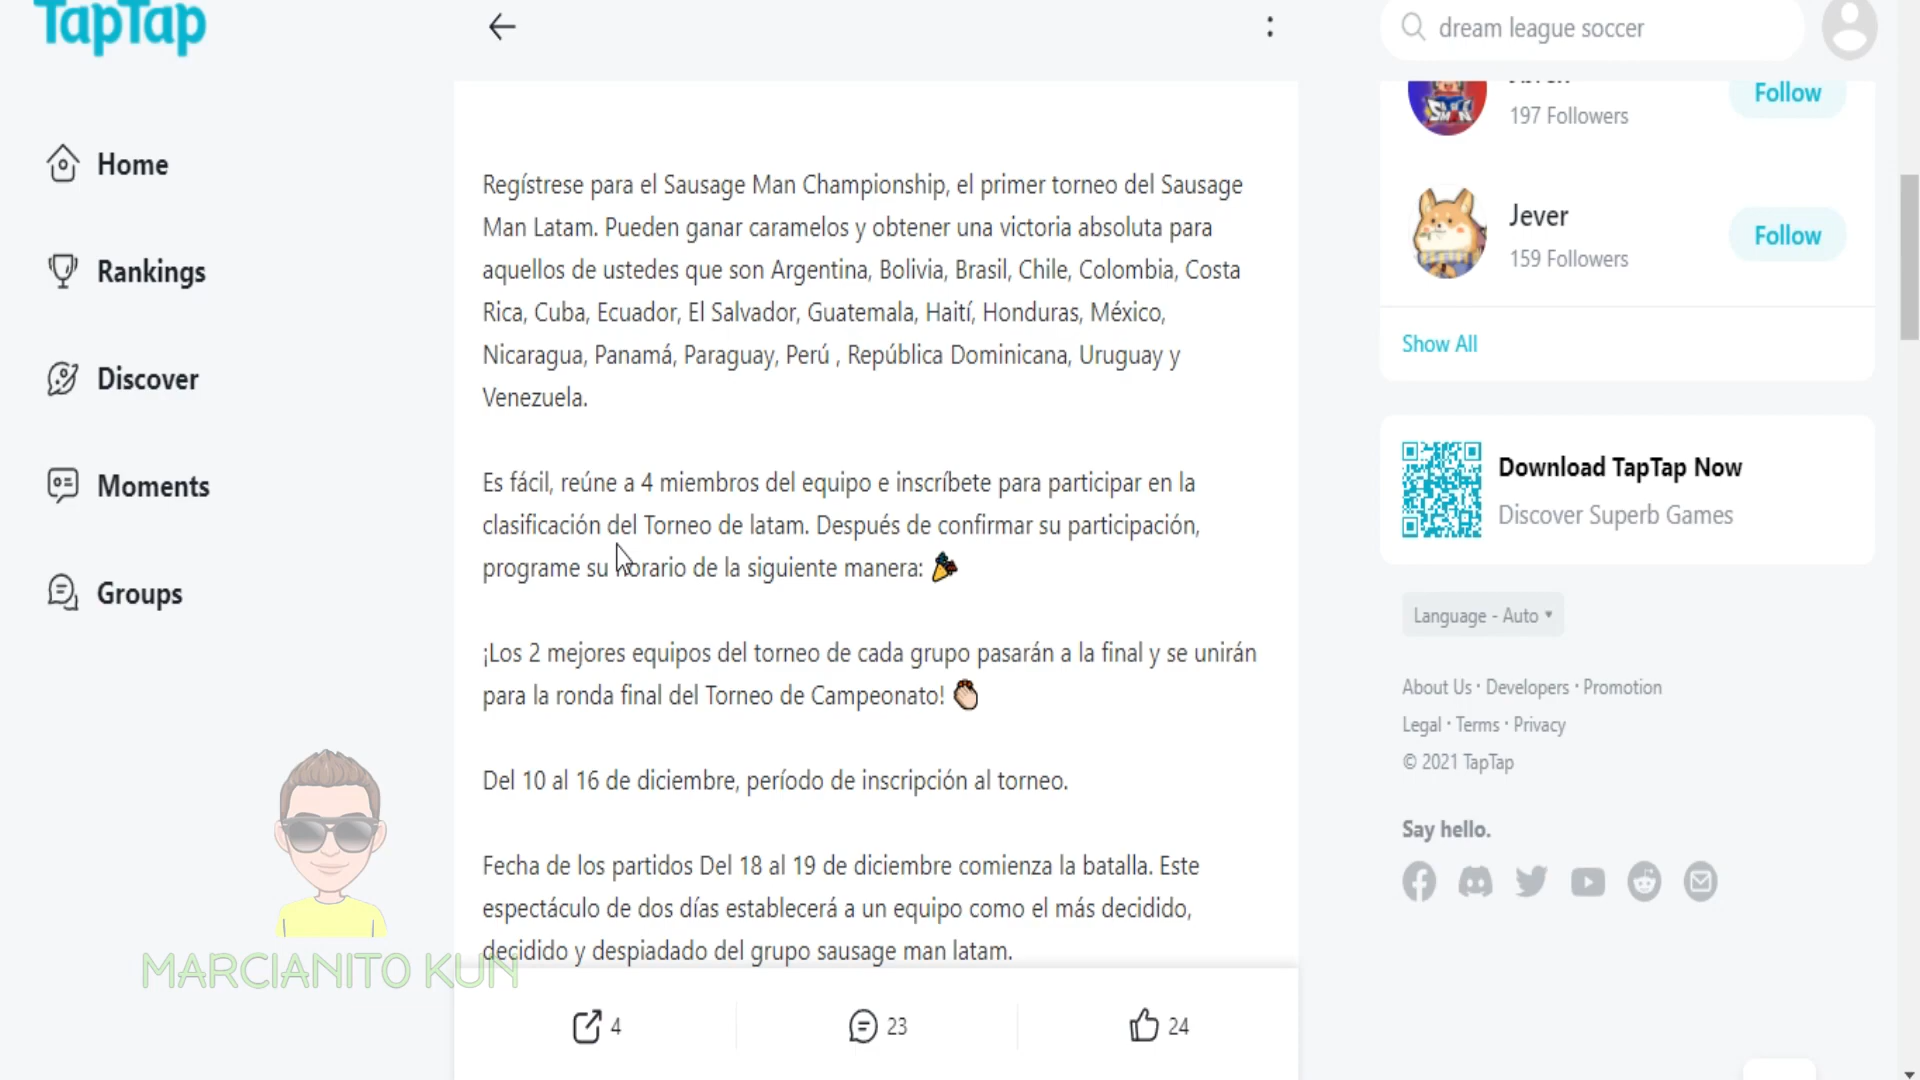 TapTap
dream league soccer
Home
Rankings
Discover
Moments
Groups
Regístrese para el Sausage Man Championship, el primer torneo del Sausage
Man Latam. Pueden ganar caramelos y obtener una victoria absoluta para
aquellos de ustedes que son Argentina, Bolivia, Brasil, Chile, Colombia, Costa
Rica, Cuba, Ecuador, El Salvador, Guatemala, Haití, Honduras, México,
Nicaragua, Panamá, Paraguay, Perú , República Dominicana, Uruguay y
Venezuela.
Es fácil, reúne a 4 miembros del equipo e inscríbete para participar en la
clasificación del Torneo de latam. Después de confirmar su participación,
programe su horario de la siguiente manera: 🎉
¡Los 2 mejores equipos del torneo de cada grupo pasarán a la final y se unirán
para la ronda final del Torneo de Campeonato! 👏🏻
Del 10 al 16 de diciembre, período de inscripción al torneo.
Fecha de los partidos Del 18 al 19 de diciembre comienza la batalla. Este
espectáculo de dos días establecerá a un equipo como el más decidido,
decidido y despiadado del grupo sausage man latam.
4
23
24
Follow
197 Followers
Jever
159 Followers
Follow
Show All
Download TapTap Now
Discover Superb Games
Language - Auto ▾
About Us · Developers · Promotion
Legal · Terms · Privacy
© 2021 TapTap
Say hello.
MARCIANITO KUN